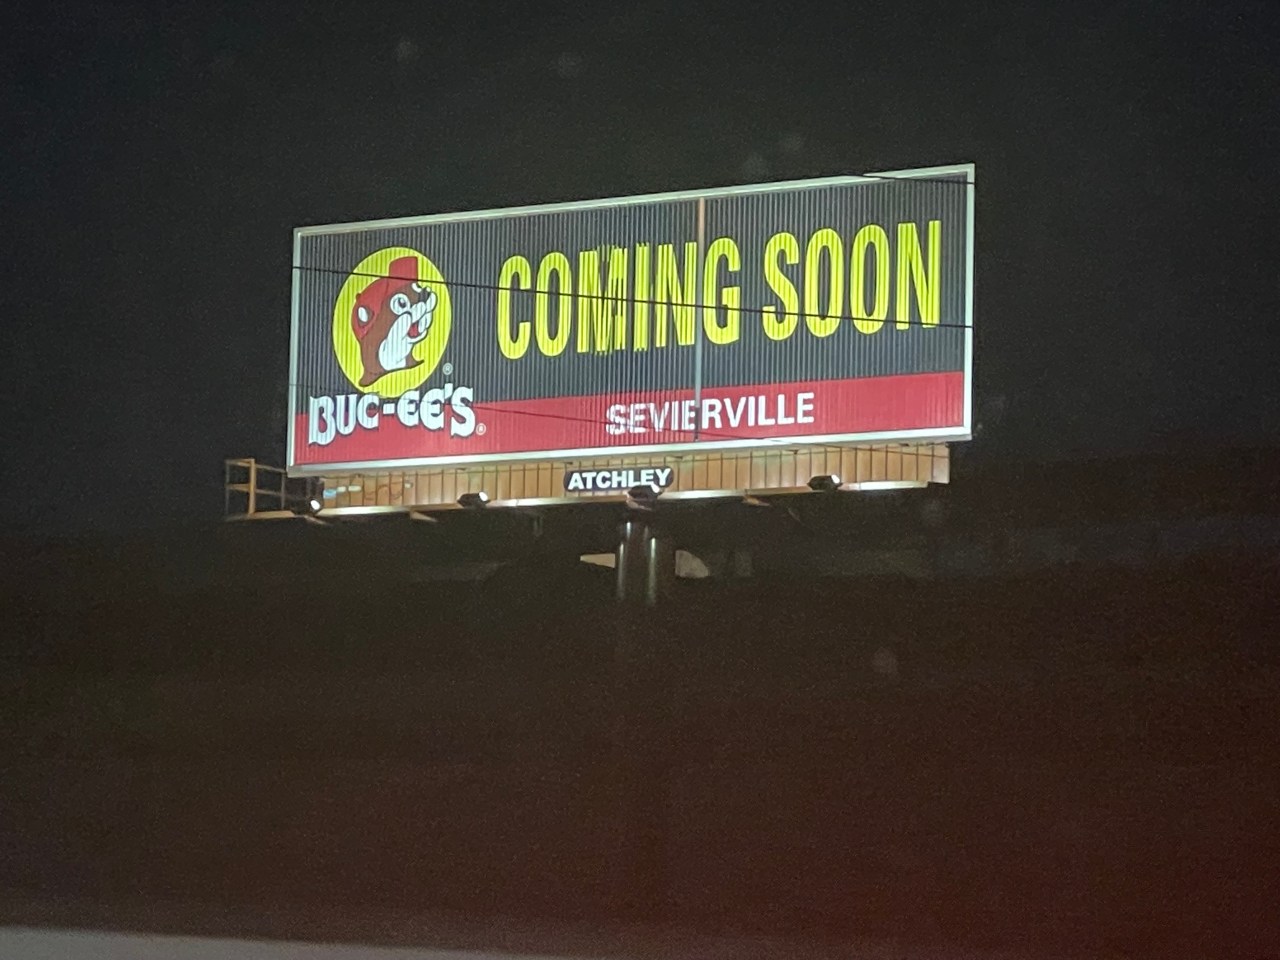 COMING SOON
BUC-EE'S®
SEVIERVILLE
ATCHLEY